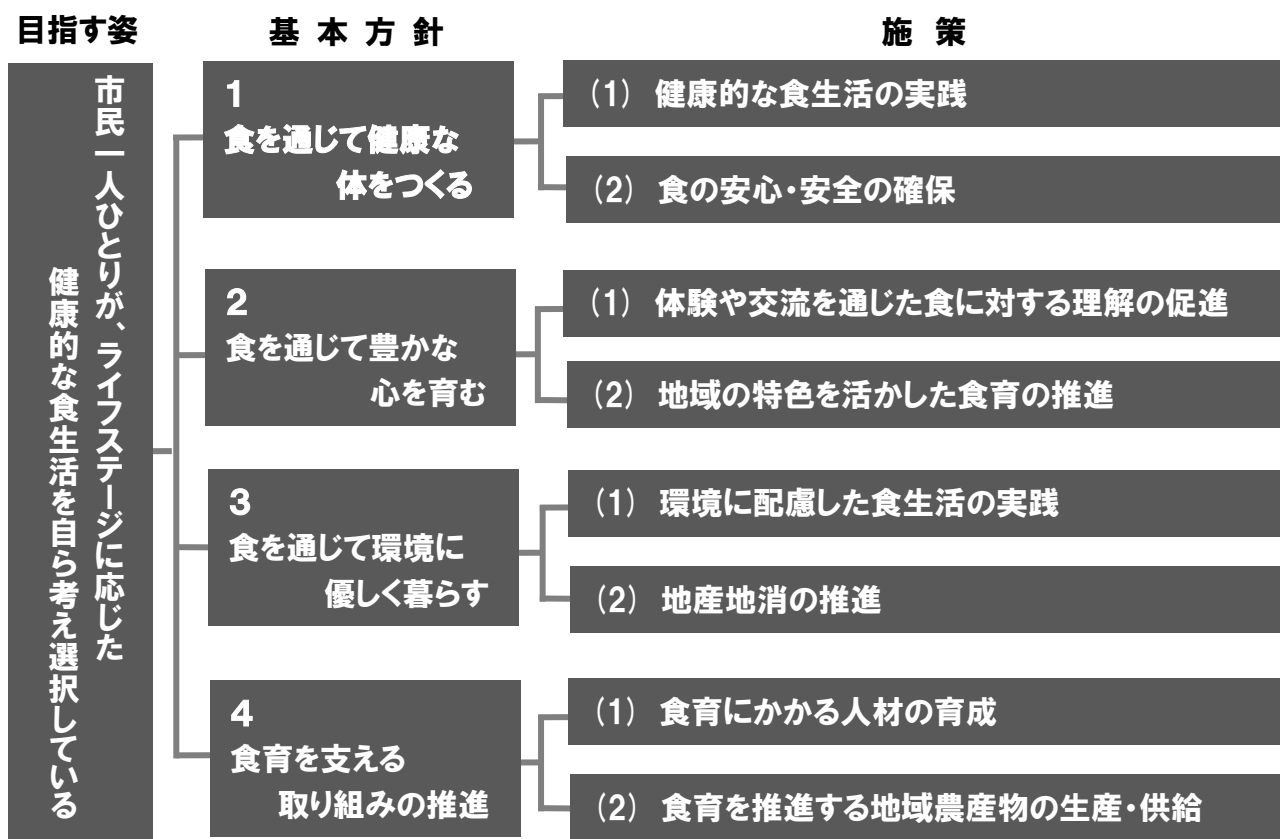 目指す姿
基本方針
施策
市民一人ひとりが、ライフステージに応じた
健康的な食生活を自ら考え選択している
1
食を通じて健康な
体をつくる
(1) 健康的な食生活の実践
(2) 食の安心・安全の確保
2
食を通じて豊かな
心を育む
(1) 体験や交流を通じた食に対する理解の促進
(2) 地域の特色を活かした食育の推進
3
食を通じて環境に
優しく暮らす
(1) 環境に配慮した食生活の実践
(2) 地産地消の推進
4
食育を支える
取り組みの推進
(1) 食育にかかる人材の育成
(2) 食育を推進する地域農産物の生産・供給